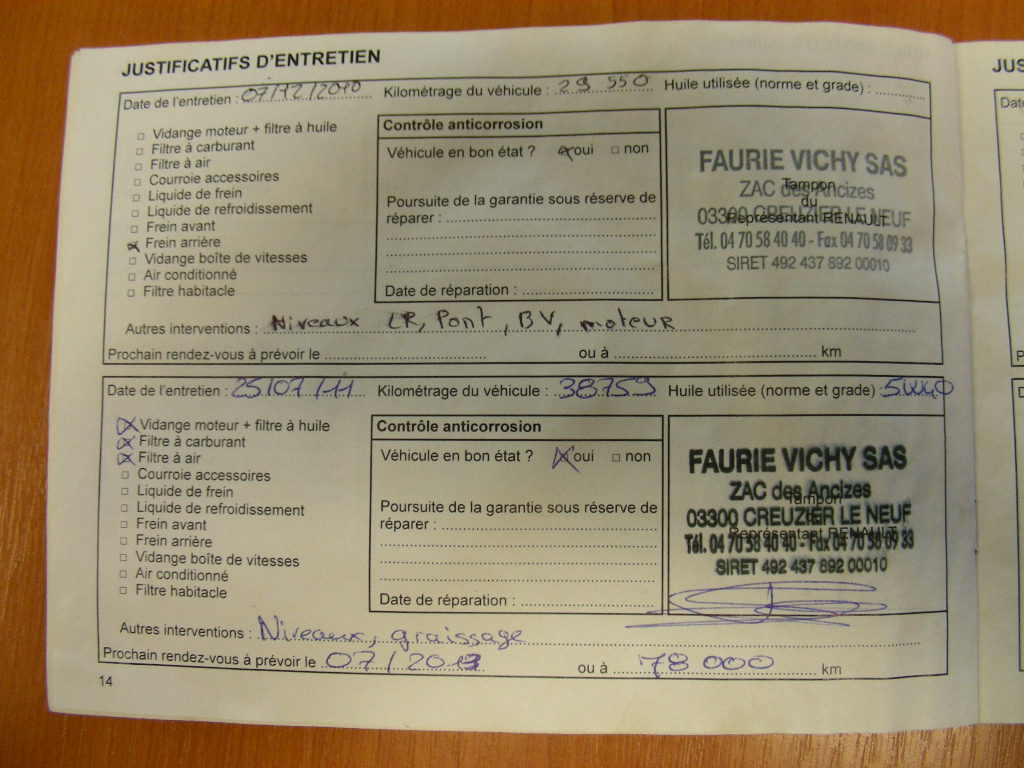 JUSTIFICATIFS D'ENTRETIEN
Date de l'entretien : 07/12/2010 Kilométrage du véhicule : 29 550 Huile utilisée (norme et grade) :
□ Vidange moteur + filtre à huile
□ Filtre à carburant
□ Filtre à air
□ Courroie accessoires
□ Liquide de frein
□ Liquide de refroidissement
□ Frein avant
☒ Frein arrière
□ Vidange boîte de vitesses
□ Air conditionné
□ Filtre habitacle
Contrôle anticorrosion
Véhicule en bon état ? ☒ oui □ non
Poursuite de la garantie sous réserve de
réparer :
Date de réparation :
FAURIE VICHY SAS
ZAC des Ancizes
Tampon
du
03300 CREUZIER LE NEUF
Représentant RENAULT
Tél. 04 70 58 40 40 - Fax 04 70 58 09 33
SIRET 492 437 892 00010
Autres interventions : Niveaux LR, Pont, BV, moteur
Prochain rendez-vous à prévoir le ou à km
Date de l'entretien : 25/07/11 Kilométrage du véhicule : 38759 Huile utilisée (norme et grade) : 5W40
☒ Vidange moteur + filtre à huile
☒ Filtre à carburant
☒ Filtre à air
□ Courroie accessoires
□ Liquide de frein
□ Liquide de refroidissement
□ Frein avant
□ Frein arrière
□ Vidange boîte de vitesses
□ Air conditionné
□ Filtre habitacle
Contrôle anticorrosion
Véhicule en bon état ? ☒ oui □ non
Poursuite de la garantie sous réserve de
réparer :
Date de réparation :
FAURIE VICHY SAS
ZAC des Ancizes
Tampon
03300 CREUZIER LE NEUF
Représentant RENAULT
Tél. 04 70 58 40 40 - Fax 04 70 58 09 33
SIRET 492 437 892 00010
Autres interventions : Niveaux, graissage
Prochain rendez-vous à prévoir le 07/2013 ou à 78 000 km
14
JUS
Date